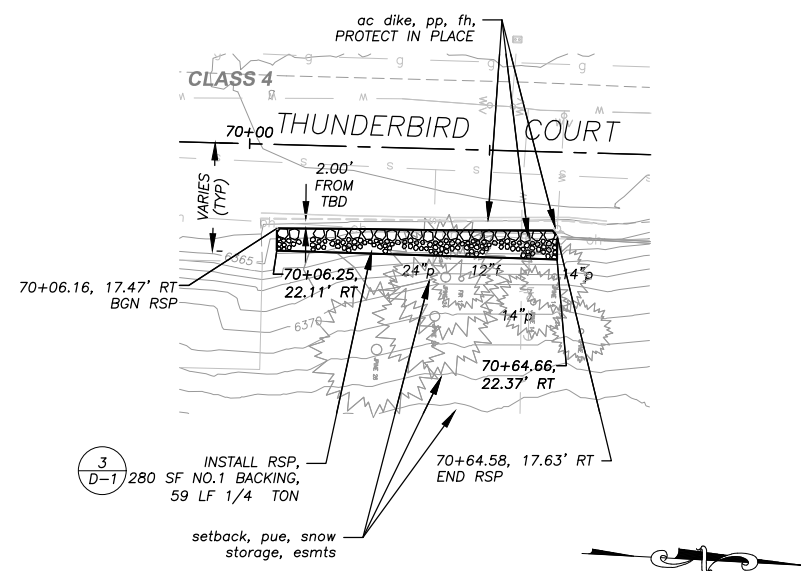 ac dike, pp, fh,
PROTECT IN PLACE
g
g
CLASS 4
W
W
70+00
THUNDERBIRD COURT
S
S
VARIES
(TYP)
2.00'
FROM
TBD
6365
70+06.16, 17.47' RT
BGN RSP
70+06.25,
22.11' RT
24"p
12"f
14"p
6370
14"p
70+64.66,
22.37' RT
3
D-1
INSTALL RSP,
280 SF NO.1 BACKING,
59 LF 1/4 TON
70+64.58, 17.63' RT
END RSP
setback, pue, snow
storage, esmts